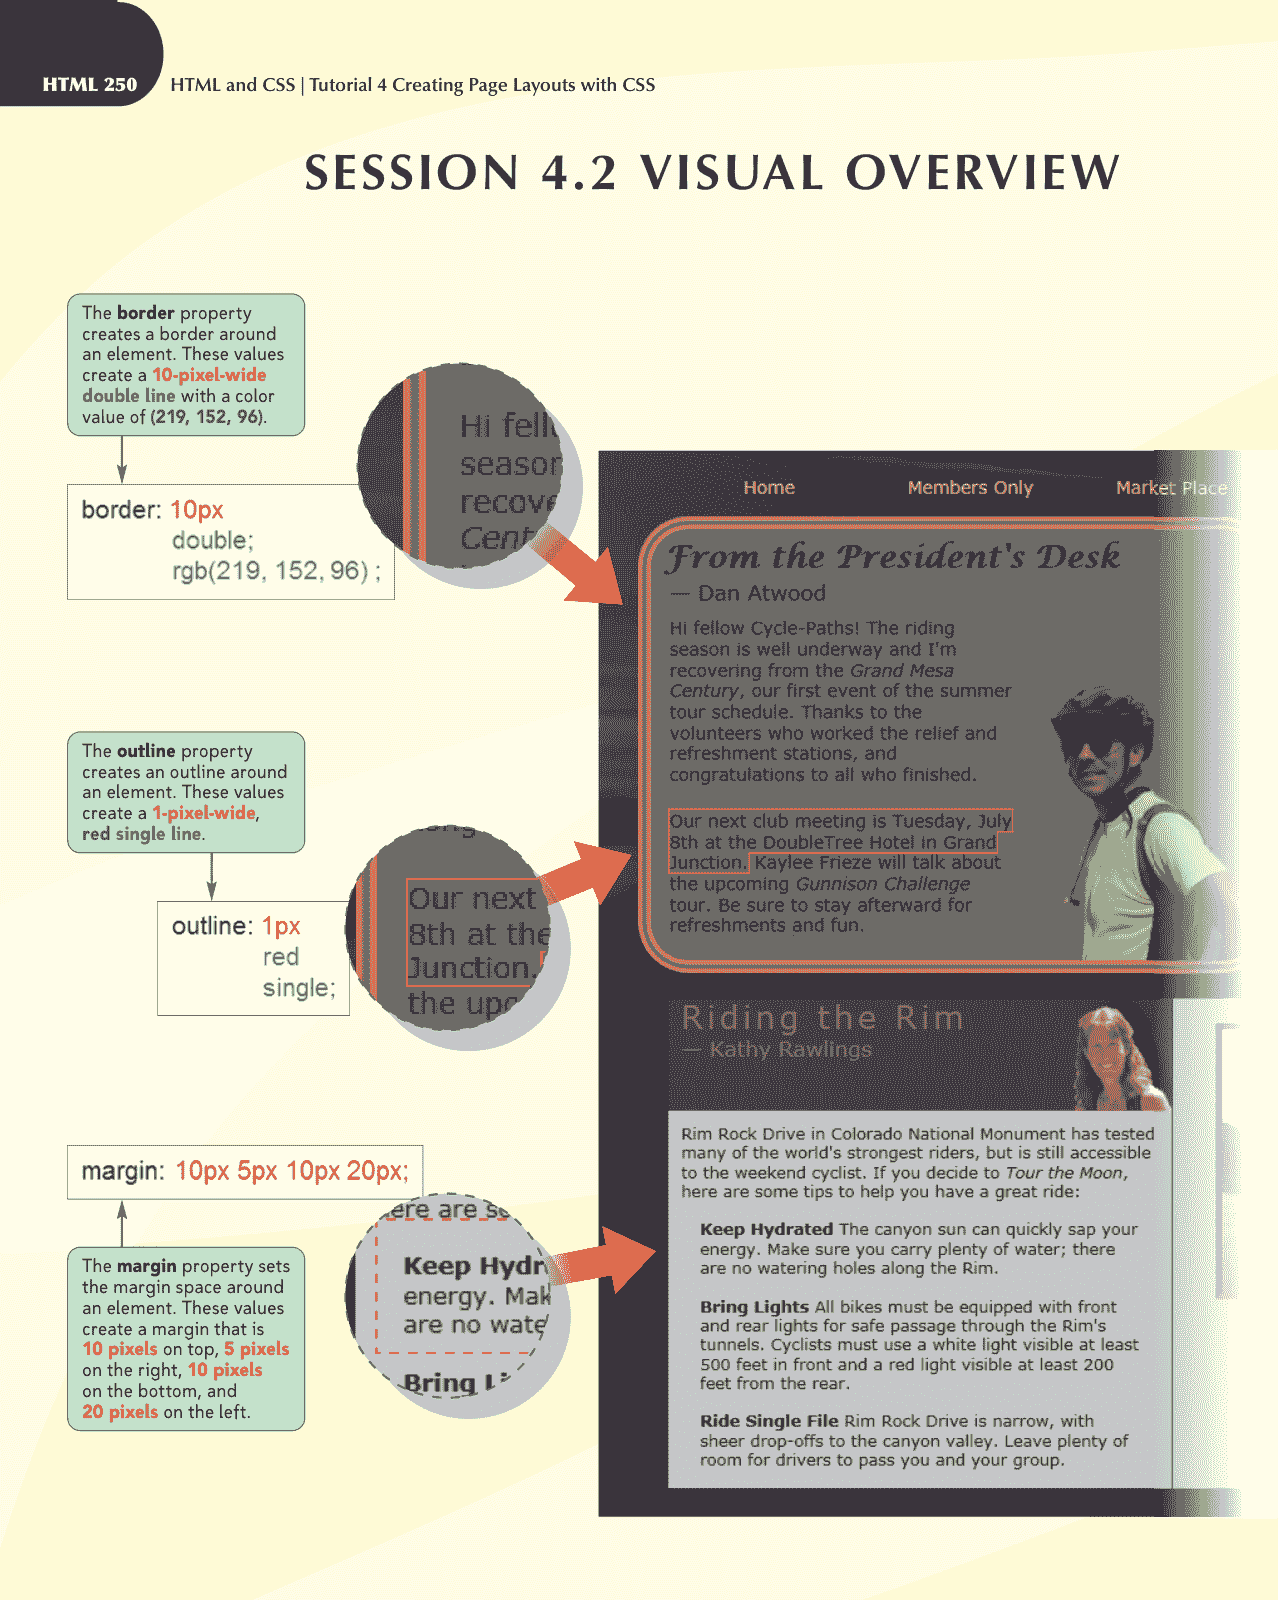 HTML 250 HTML and CSS | Tutorial 4 Creating Page Layouts with CSS
SESSION 4.2 VISUAL OVERVIEW
The border property
creates a border around
an element. These values
create a 10-pixel-wide
double line with a color
value of (219, 152, 96).
border: 10px
double;
rgb(219, 152, 96) ;
Hi fell
season
recove
Cent
Home Members Only Market Place
From the President's Desk
— Dan Atwood
Hi fellow Cycle-Paths! The riding
season is well underway and I'm
recovering from the Grand Mesa
Century, our first event of the summer
tour schedule. Thanks to the
volunteers who worked the relief and
refreshment stations, and
congratulations to all who finished.
Our next club meeting is Tuesday, July
8th at the DoubleTree Hotel in Grand
Junction. Kaylee Frieze will talk about
the upcoming Gunnison Challenge
tour. Be sure to stay afterward for
refreshments and fun.
The outline property
creates an outline around
an element. These values
create a 1-pixel-wide,
red single line.
outline: 1px
red
single;
Our next
8th at the
Junction.
the upc
Riding the Rim
— Kathy Rawlings
Rim Rock Drive in Colorado National Monument has tested
many of the world's strongest riders, but is still accessible
to the weekend cyclist. If you decide to Tour the Moon,
here are some tips to help you have a great ride:
Keep Hydrated The canyon sun can quickly sap your
energy. Make sure you carry plenty of water; there
are no watering holes along the Rim.
Bring Lights All bikes must be equipped with front
and rear lights for safe passage through the Rim's
tunnels. Cyclists must use a white light visible at least
500 feet in front and a red light visible at least 200
feet from the rear.
Ride Single File Rim Rock Drive is narrow, with
sheer drop-offs to the canyon valley. Leave plenty of
room for drivers to pass you and your group.
margin: 10px 5px 10px 20px;
The margin property sets
the margin space around
an element. These values
create a margin that is
10 pixels on top, 5 pixels
on the right, 10 pixels
on the bottom, and
20 pixels on the left.
ere are so
Keep Hydr
energy. Mak
are no wate
Bring Li